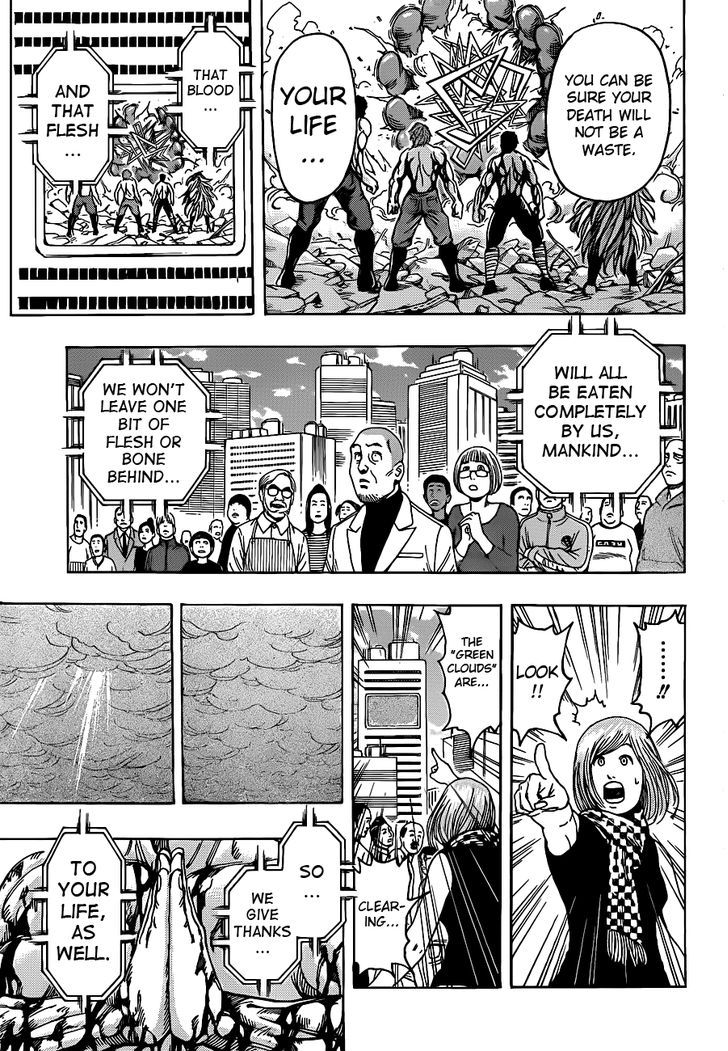 YOU CAN BE
SURE YOUR
DEATH WILL
NOT BE A
WASTE.
YOUR
LIFE
...
THAT
BLOOD
...
AND
THAT
FLESH
...
WILL ALL
BE EATEN
COMPLETELY
BY US,
MANKIND...
WE WON'T
LEAVE ONE
BIT OF
FLESH OR
BONE
BEHIND...
......!!
LOOK
!!
THE
"GREEN
CLOUDS"
ARE...
CLEAR-
ING...
SO
...
WE
GIVE
THANKS
...
TO
YOUR
LIFE,
AS
WELL.